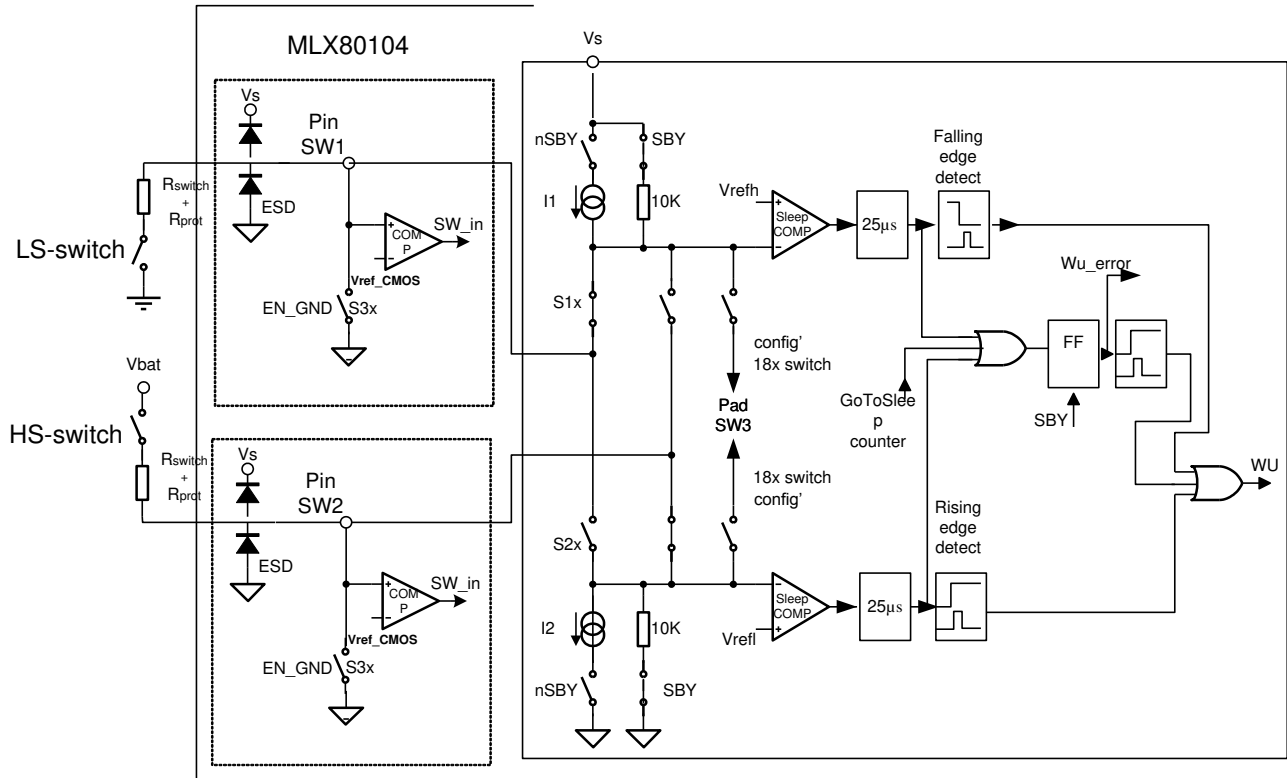 MLX80104
Vs
Vs
Pin
SW1
nSBY
SBY
Falling
edge
detect
Rswitch
+
Rprot
ESD
COM
P
SW_in
I1
10K
Vrefh
Sleep
COMP
25µs
LS-switch
Vref_CMOS
EN_GND
S3x
S1x
Wu_error
config'
18x switch
FF
Vbat
Pad
SW3
GoToSlee
p
counter
SBY
HS-switch
Rswitch
+
Rprot
Vs
Pin
SW2
18x switch
config'
WU
S2x
Rising
edge
detect
ESD
COM
P
SW_in
Sleep
COMP
25µs
Vref_CMOS
I2
10K
Vrefl
EN_GND
S3x
nSBY
SBY